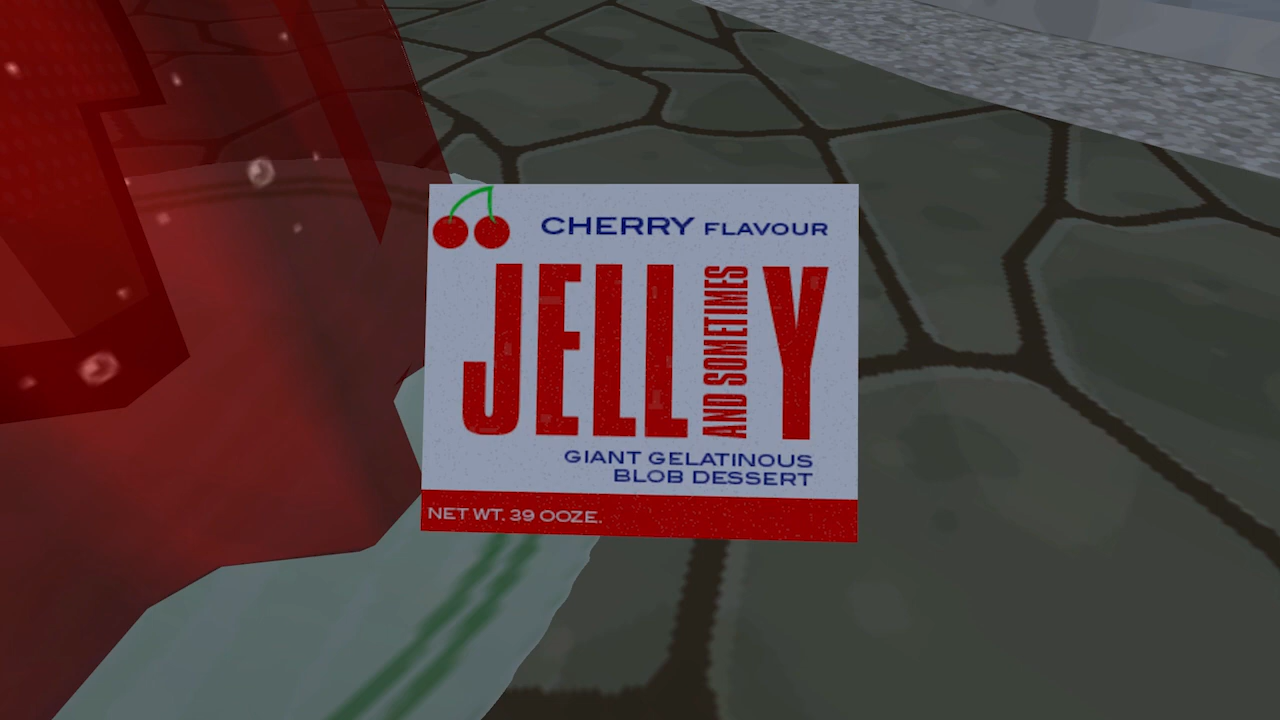 CHERRY FLAVOUR
JELL AND SOMETIMES Y
GIANT GELATINOUS
BLOB DESSERT
NET WT. 39 OOZE.